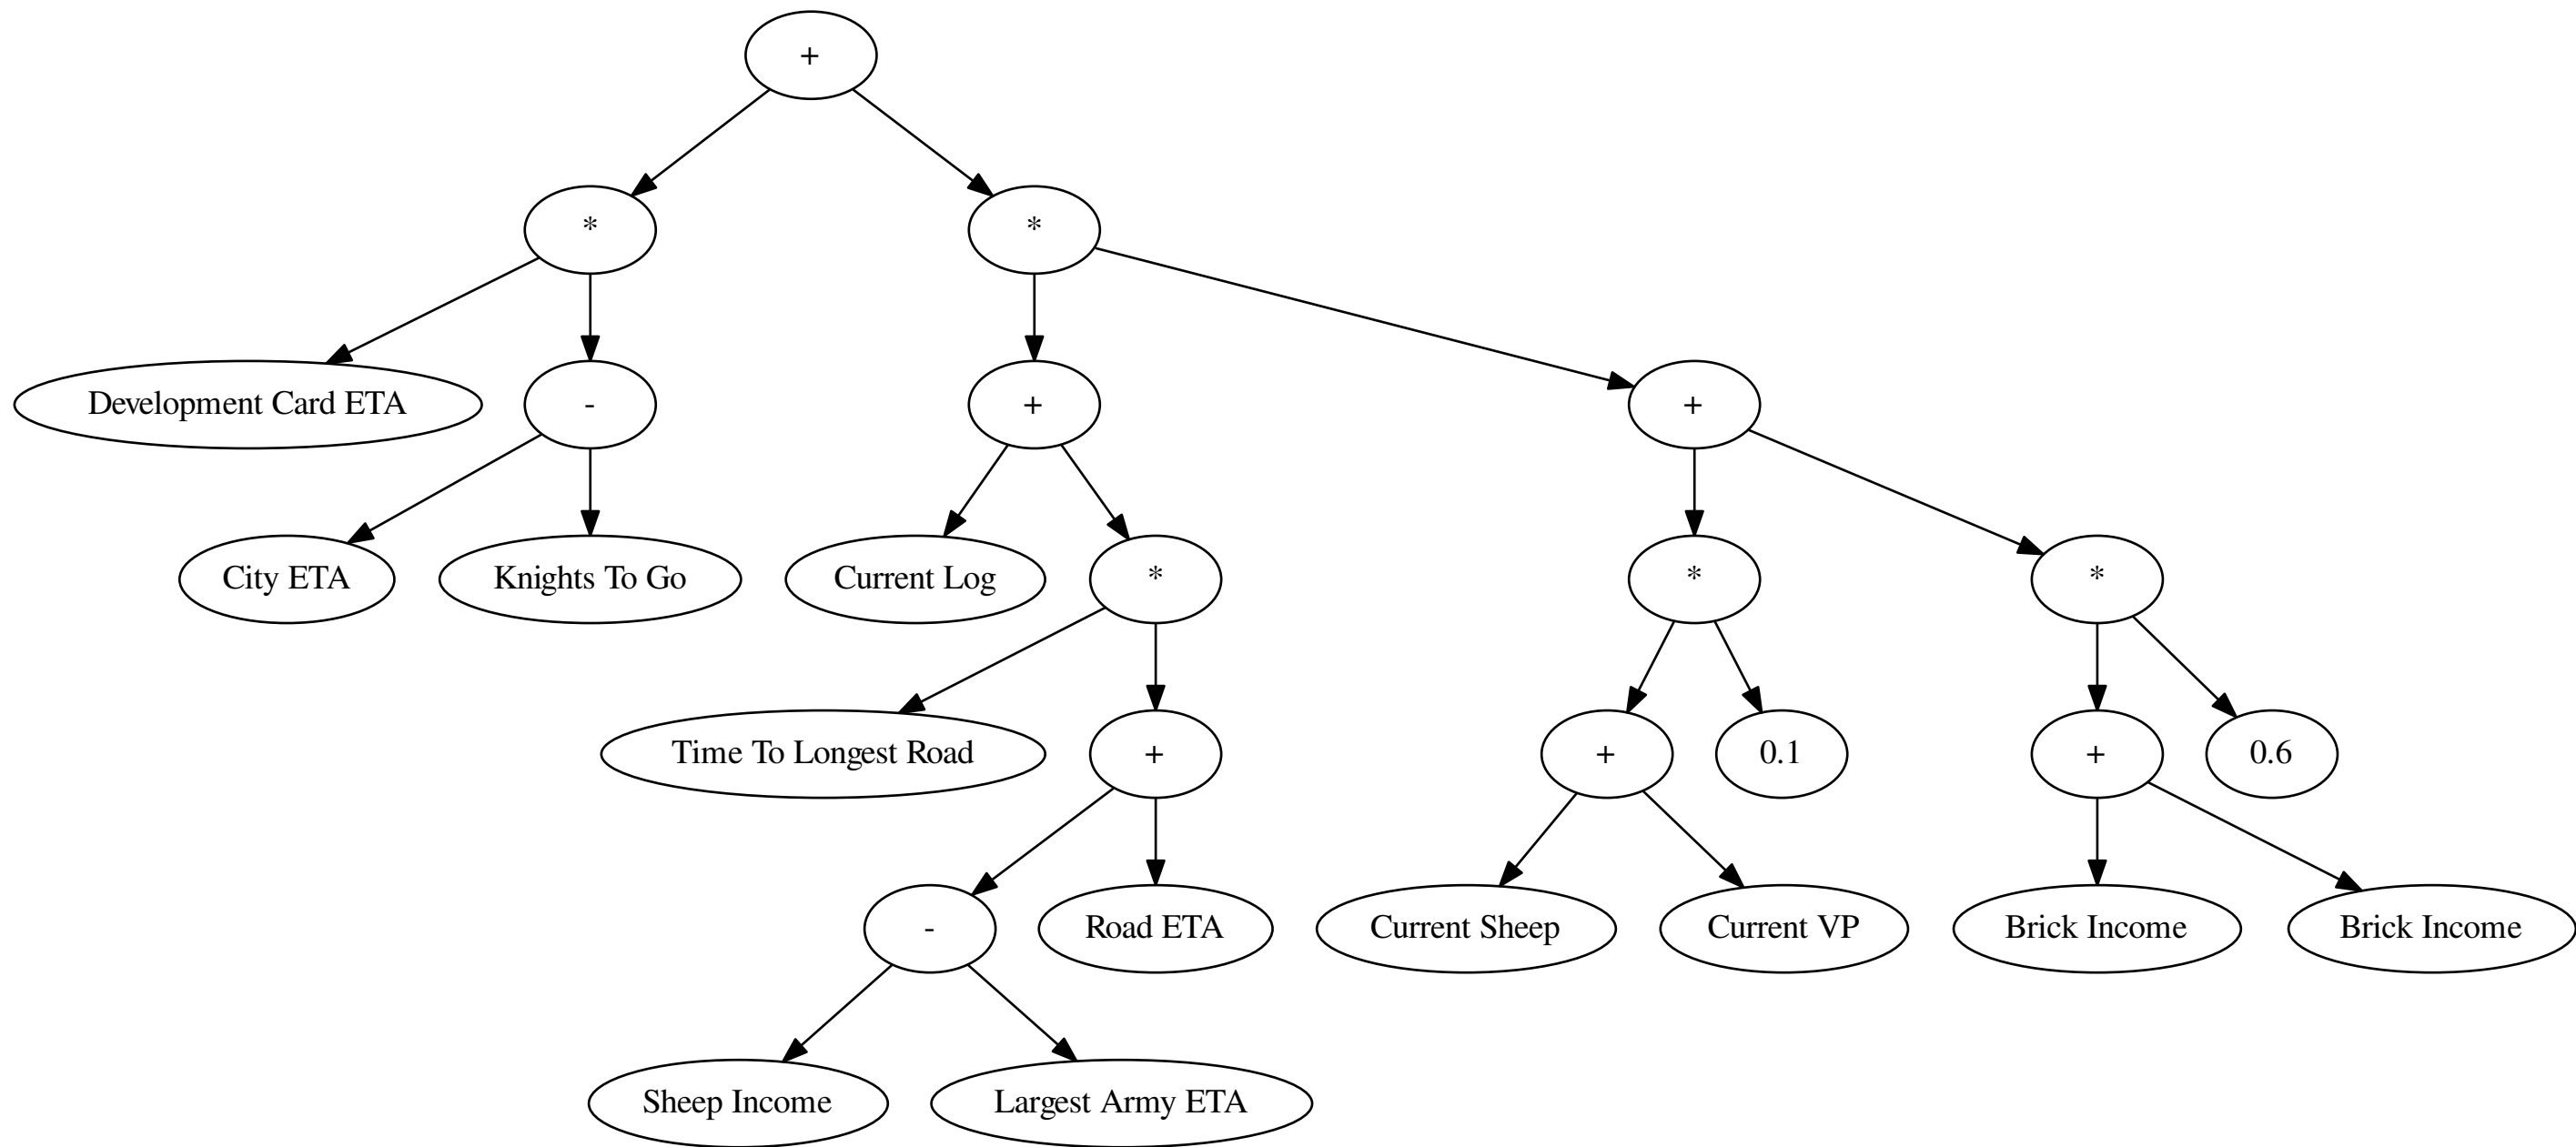 +
*
*
Development Card ETA
-
+
+
City ETA
Knights To Go
Current Log
*
*
*
Time To Longest Road
+
+
0.1
+
0.6
-
Road ETA
Current Sheep
Current VP
Brick Income
Brick Income
Sheep Income
Largest Army ETA